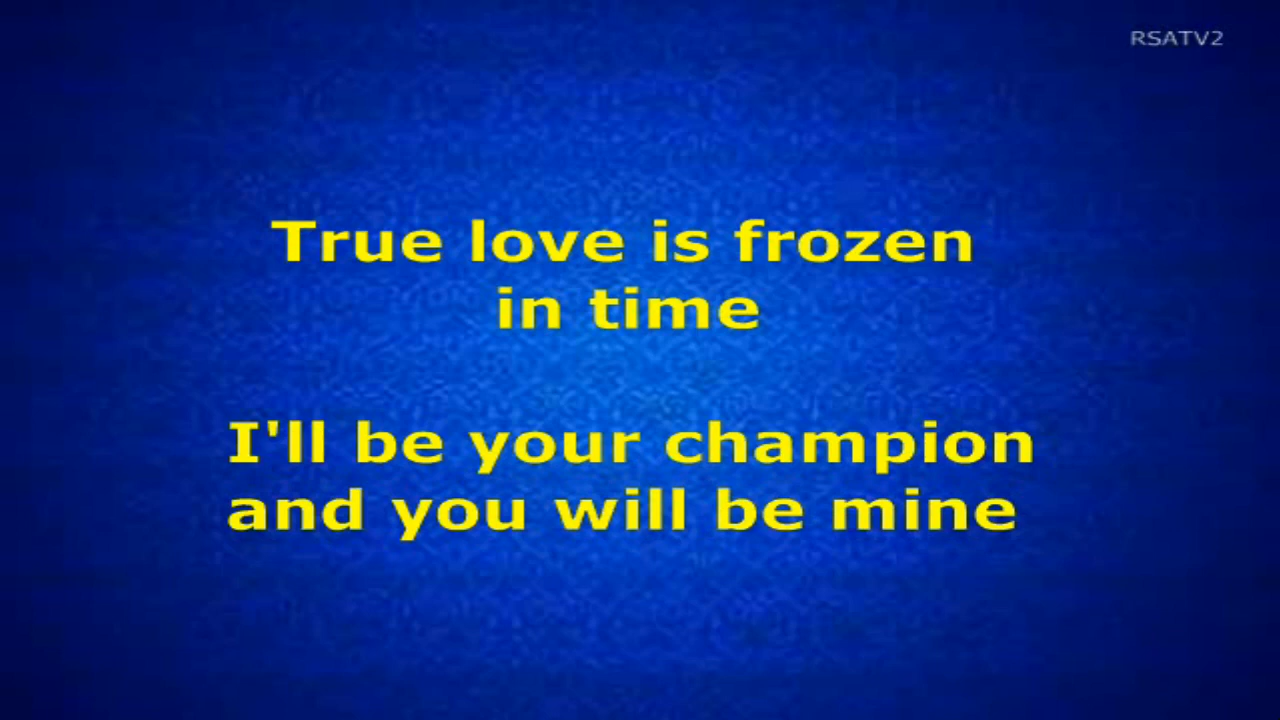 RSATV2
True love is frozen
in time
I'll be your champion
and you will be mine